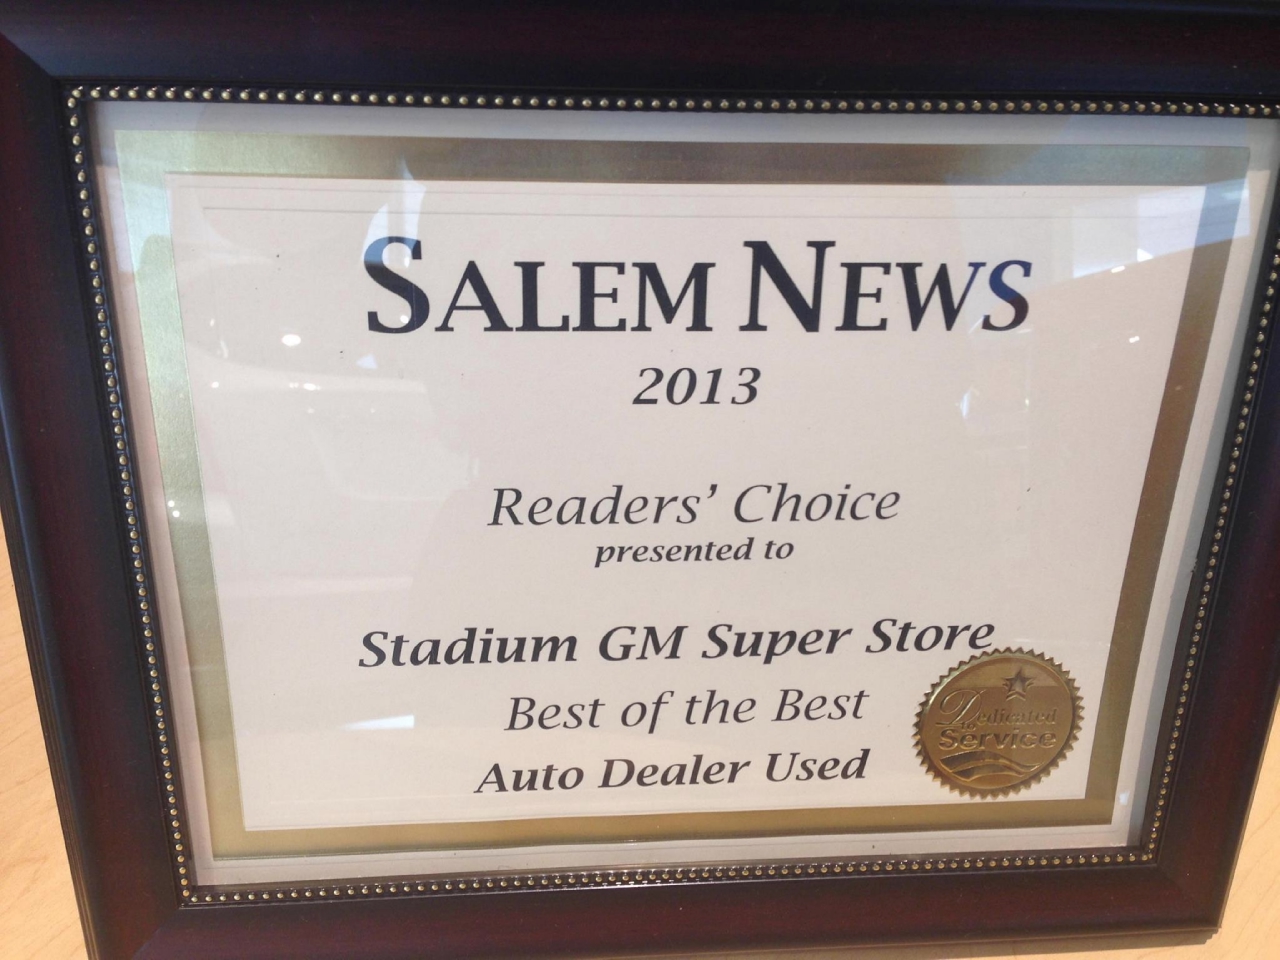 SALEM NEWS
2013
Readers' Choice
presented to
Stadium GM Super Store
Best of the Best
Auto Dealer Used
Dedicated
to
Service